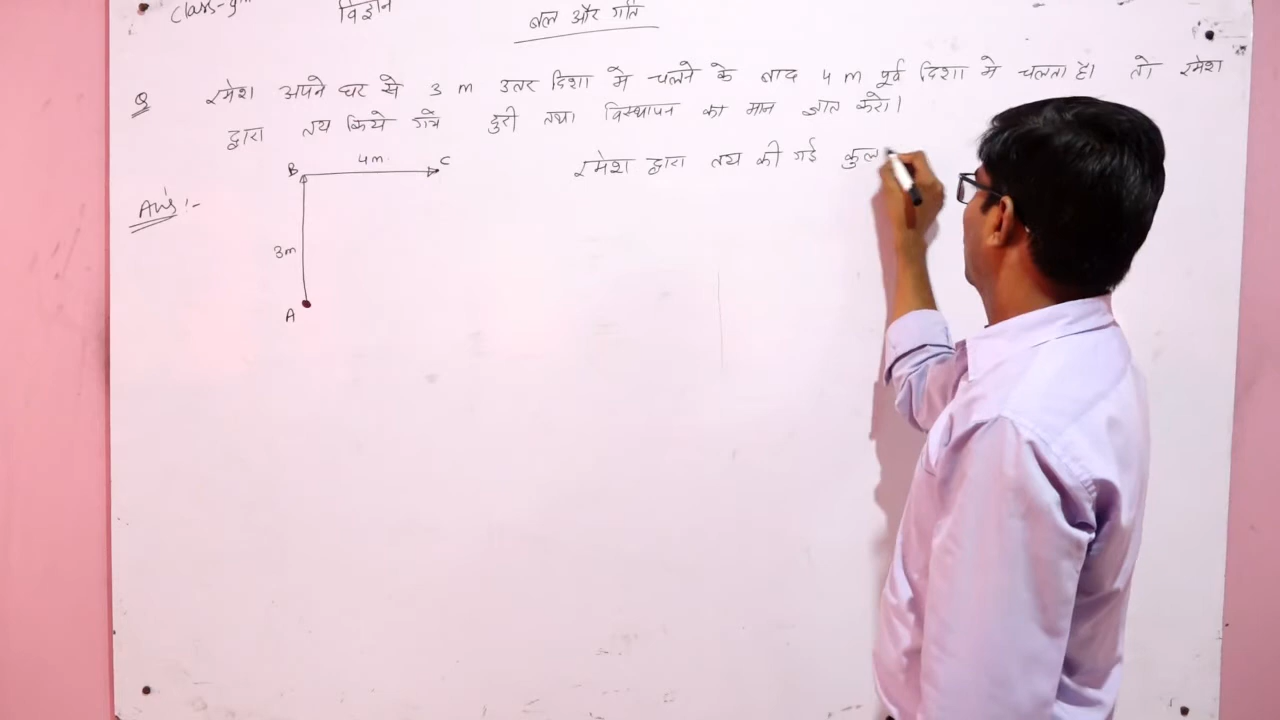 Class-9th विज्ञान बल और गति
Q रमेश अपने घर से 3 m उत्तर दिशा में चलने के बाद 4 m पूर्व दिशा मे चलता है। तो रमेश
द्वारा तय किये गये दुरी तथा विस्थापन का मान ज्ञात करो।
Ans:-
B 4m. C
3m
A
रमेश द्वारा तय की गई कुल